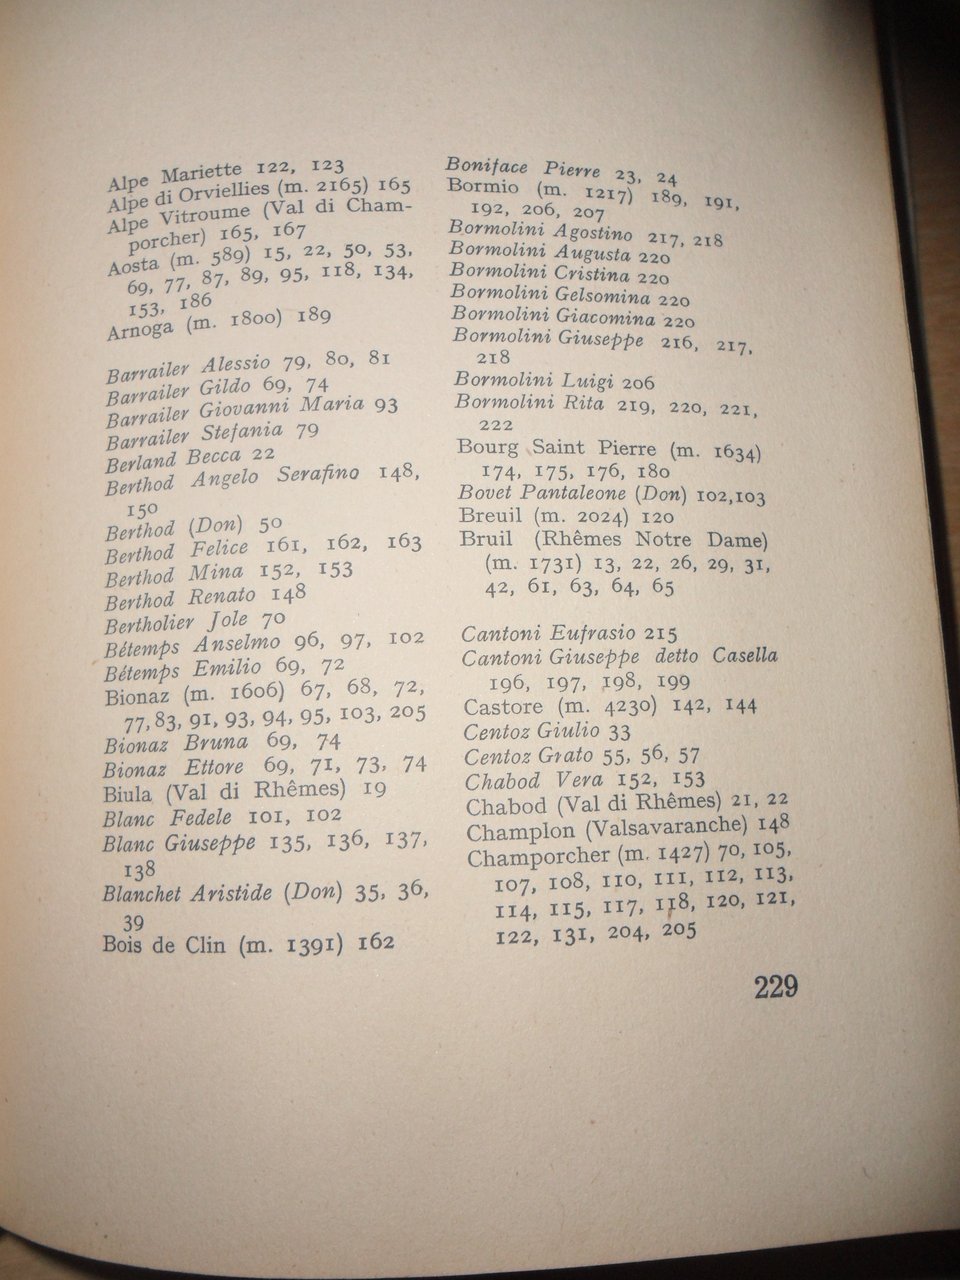 Alpe Mariette 122, 123
Alpe di Orviellies (m. 2165) 165
Alpe Vitroume (Val di Cham-
porcher) 165, 167
Aosta (m. 589) 15, 22, 50, 53,
69, 77, 87, 89, 95, 118, 134,
153, 186
Arnoga (m. 1800) 189
Barrailer Alessio 79, 80, 81
Barrailer Gildo 69, 74
Barrailer Giovanni Maria 93
Barrailer Stefania 79
Berland Becca 22
Berthod Angelo Serafino 148,
150
Berthod (Don) 50
Berthod Felice 161, 162, 163
Berthod Mina 152, 153
Berthod Renato 148
Bertholier Jole 70
Bétemps Anselmo 96, 97, 102
Bétemps Emilio 69, 72
Bionaz (m. 1606) 67, 68, 72,
77, 83, 91, 93, 94, 95, 103, 205
Bionaz Bruna 69, 74
Bionaz Ettore 69, 71, 73, 74
Biula (Val di Rhêmes) 19
Blanc Fedele 101, 102
Blanc Giuseppe 135, 136, 137,
138
Blanchet Aristide (Don) 35, 36,
39
Bois de Clin (m. 1391) 162
Boniface Pierre 23, 24
Bormio (m. 1217) 189, 191,
192, 206, 207
Bormolini Agostino 217, 218
Bormolini Augusta 220
Bormolini Cristina 220
Bormolini Gelsomina 220
Bormolini Giacomina 220
Bormolini Giuseppe 216, 217,
218
Bormolini Luigi 206
Bormolini Rita 219, 220, 221,
222
Bourg Saint Pierre (m. 1634)
174, 175, 176, 180
Bovet Pantaleone (Don) 102,103
Breuil (m. 2024) 120
Bruil (Rhêmes Notre Dame)
(m. 1731) 13, 22, 26, 29, 31,
42, 61, 63, 64, 65
Cantoni Eufrasio 215
Cantoni Giuseppe detto Casella
196, 197, 198, 199
Castore (m. 4230) 142, 144
Centoz Giulio 33
Centoz Grato 55, 56, 57
Chabod Vera 152, 153
Chabod (Val di Rhêmes) 21, 22
Champlon (Valsavaranche) 148
Champorcher (m. 1427) 70, 105,
107, 108, 110, 111, 112, 113,
114, 115, 117, 118, 120, 121,
122, 131, 204, 205
229